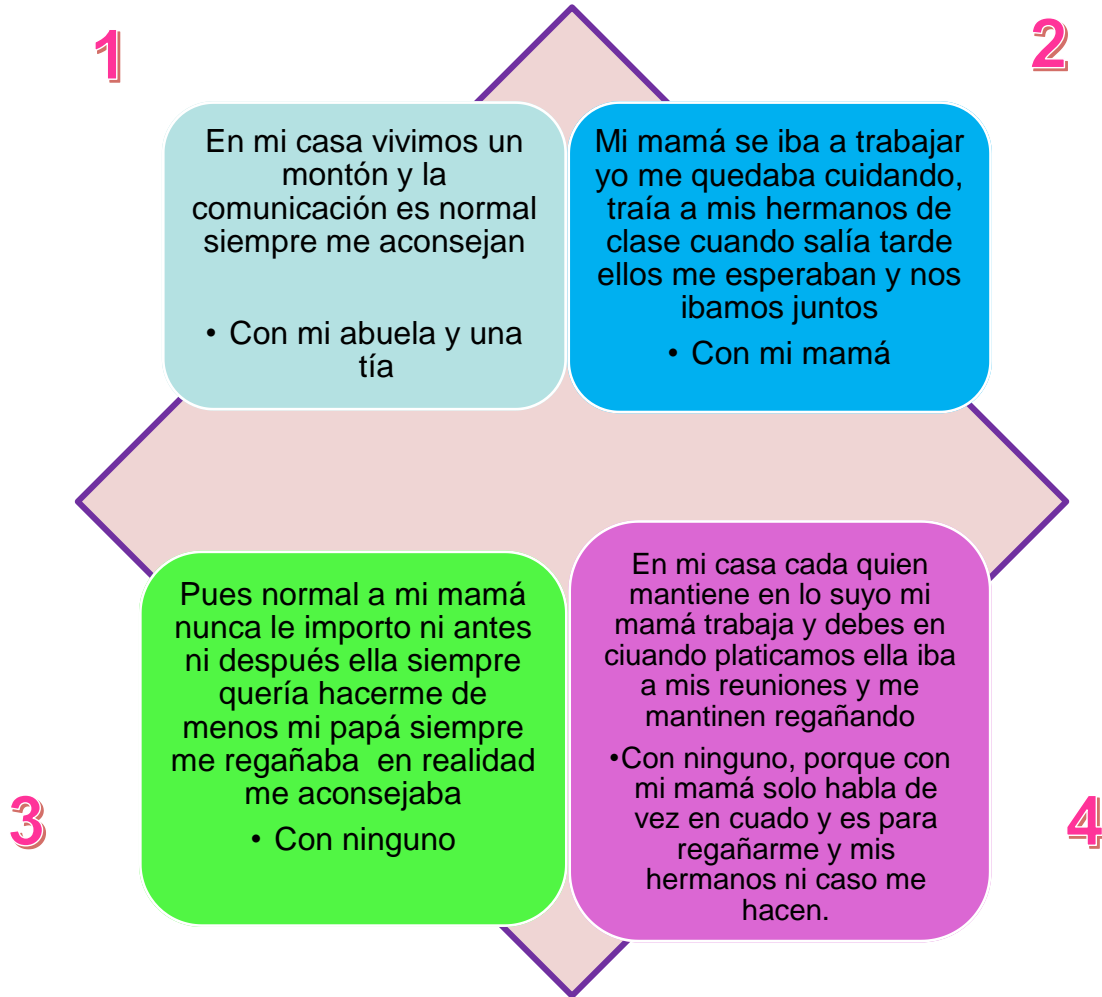 1
2
En mi casa vivimos un
montón y la
comunicación es normal
siempre me aconsejan
• Con mi abuela y una
tía
Mi mamá se iba a trabajar
yo me quedaba cuidando,
traía a mis hermanos de
clase cuando salía tarde
ellos me esperaban y nos
ibamos juntos
• Con mi mamá
Pues normal a mi mamá
nunca le importo ni antes
ni después ella siempre
quería hacerme de
menos mi papá siempre
me regañaba en realidad
me aconsejaba
• Con ninguno
3
En mi casa cada quien
mantiene en lo suyo mi
mamá trabaja y debes en
ciuando platicamos ella iba
a mis reuniones y me
mantinen regañando
•Con ninguno, porque con
mi mamá solo habla de
vez en cuado y es para
regañarme y mis
hermanos ni caso me
hacen.
4